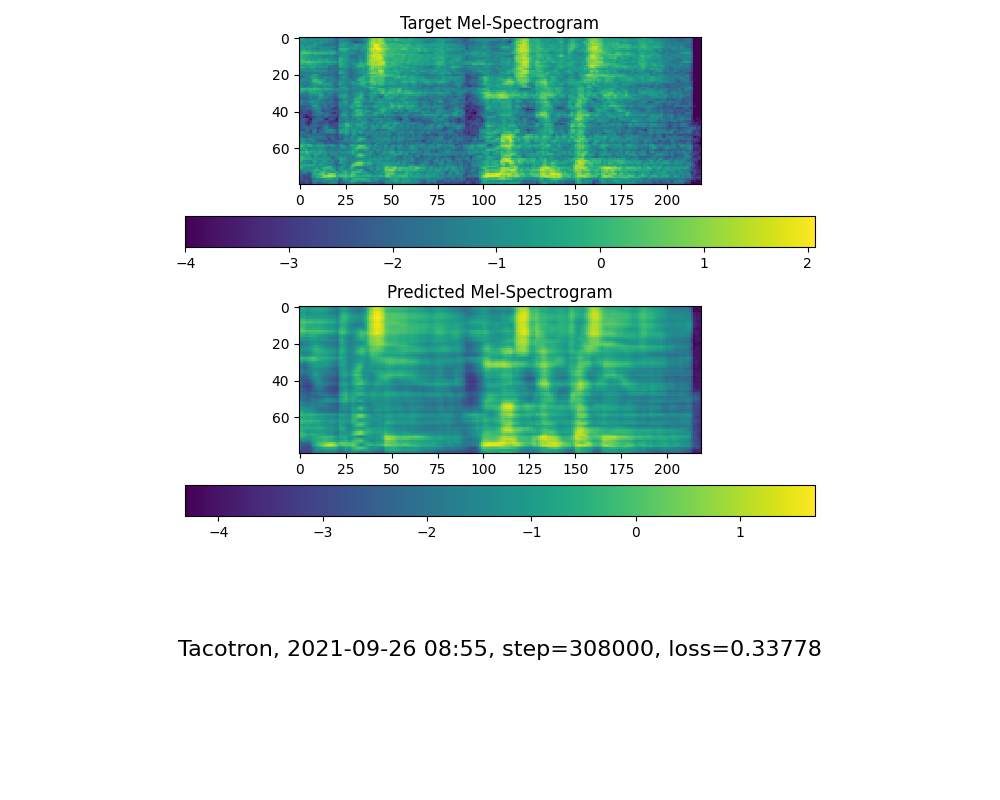 Target Mel-Spectrogram
0
20
40
60
0 25 50 75 100 125 150 175 200
−4 −3 −2 −1 0 1 2
Predicted Mel-Spectrogram
0
20
40
60
0 25 50 75 100 125 150 175 200
−4 −3 −2 −1 0 1
Tacotron, 2021-09-26 08:55, step=308000, loss=0.33778